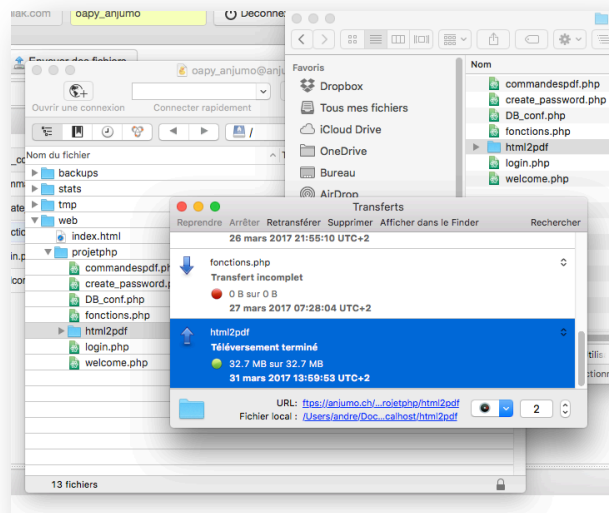 oapy_anjumo
Déconne
Envoyer des fichiers
oapy_anjumo@anju
Ouvrir une connexion
Connecter rapidement
/
Nom du fichier
backups
stats
tmp
web
index.html
projetphp
commandespdf.ph
create_password.
DB_conf.php
fonctions.php
html2pdf
login.php
welcome.php
13 fichiers
Favoris
Dropbox
Tous mes fichiers
iCloud Drive
OneDrive
Bureau
AirDrop
Nom
commandespdf.php
create_password.php
DB_conf.php
fonctions.php
html2pdf
login.php
welcome.php
Transferts
Reprendre Arrêter Retransférer Supprimer Afficher dans le Finder Rechercher
26 mars 2017 21:55:10 UTC+2
fonctions.php
Transfert incomplet
0 B sur 0 B
27 mars 2017 07:28:04 UTC+2
html2pdf
Téléversement terminé
32.7 MB sur 32.7 MB
31 mars 2017 13:59:53 UTC+2
URL: ftps://anjumo.ch/...rojetphp/html2pdf
Fichier local : /Users/andre/Doc...calhost/html2pdf
2